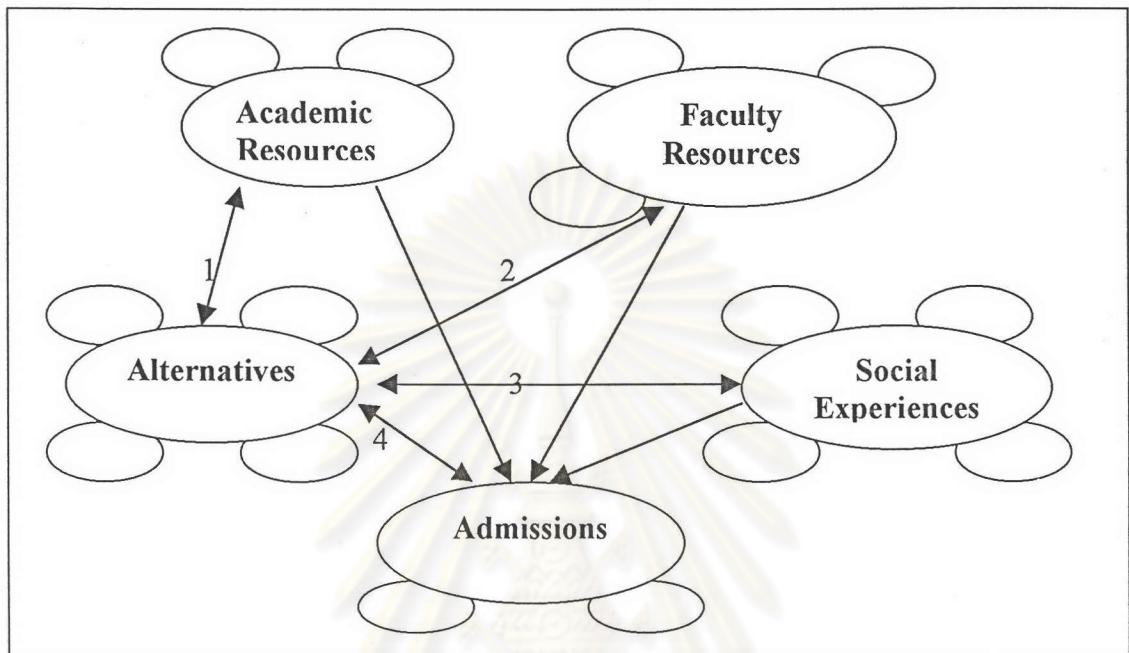 Academic
Resources
Faculty
Resources
1
2
Alternatives
3
Social
Experiences
4
Admissions